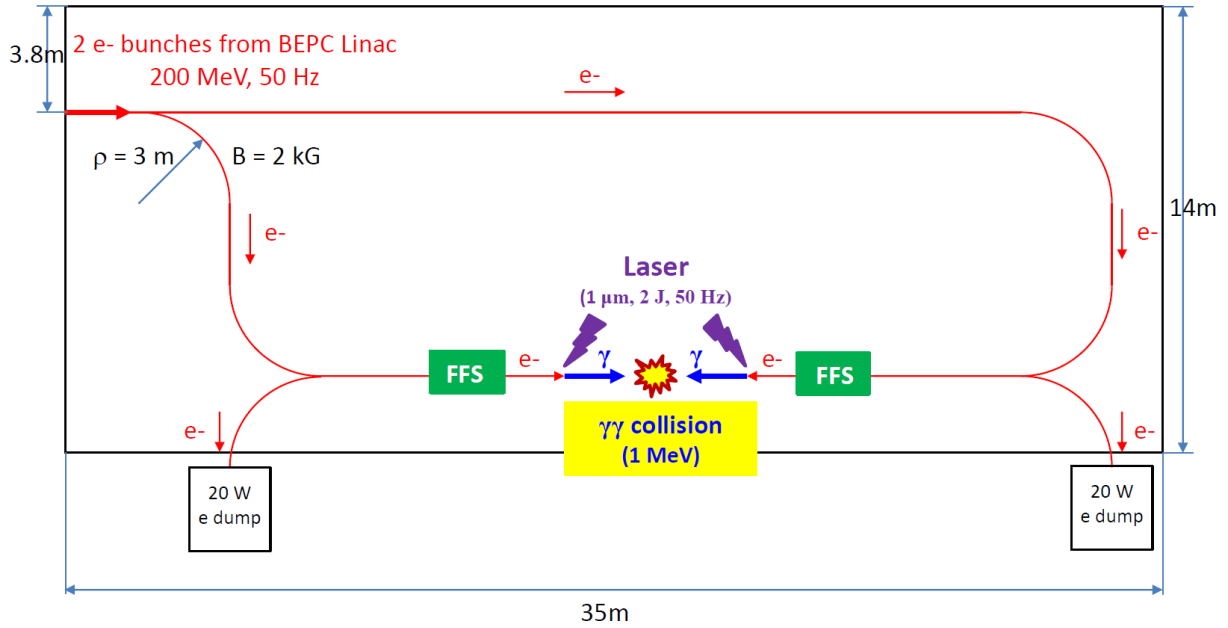 3.8m
2 e- bunches from BEPC Linac
200 MeV, 50 Hz
e-
ρ = 3 m
B = 2 kG
14m
e-
e-
Laser
(1 μm, 2 J, 50 Hz)
FFS
e-
γ
γ
e-
FFS
γγ collision
(1 MeV)
e-
e-
20 W
e dump
20 W
e dump
35m